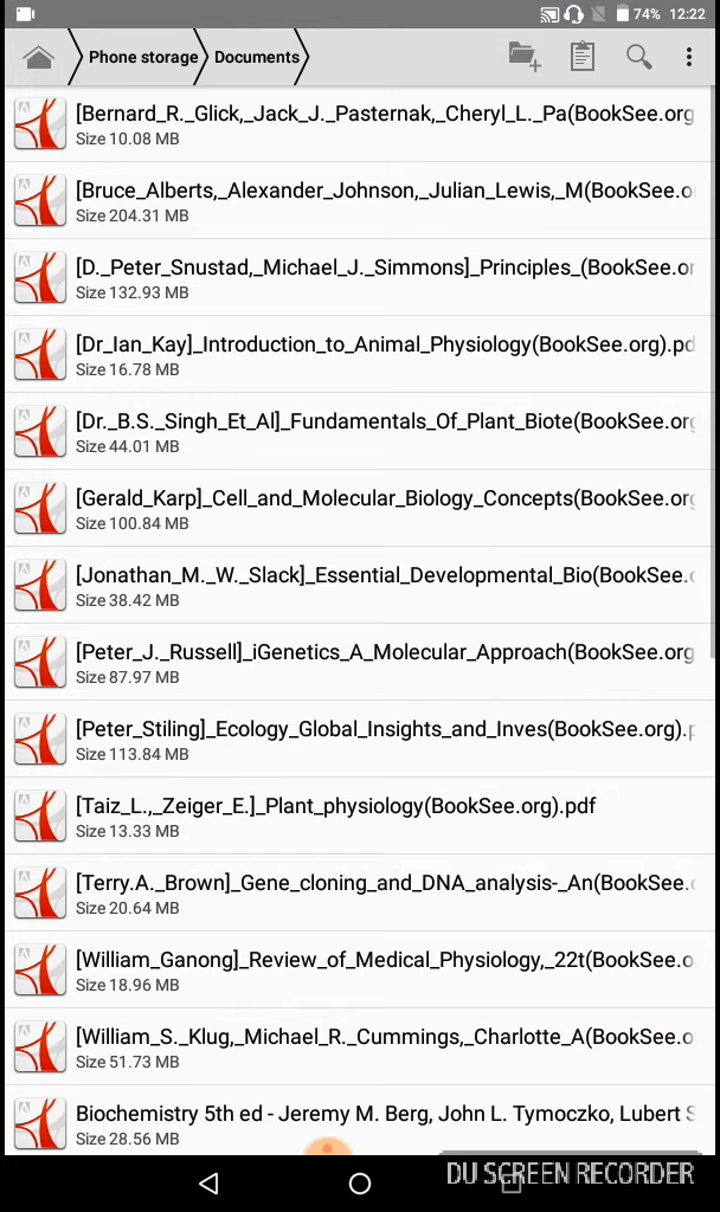 74% 12:22
Phone storage Documents
[Bernard_R._Glick,_Jack_J._Pasternak,_Cheryl_L._Pa(BookSee.org
Size 10.08 MB
[Bruce_Alberts,_Alexander_Johnson,_Julian_Lewis,_M(BookSee.o
Size 204.31 MB
[D._Peter_Snustad,_Michael_J._Simmons]_Principles_(BookSee.or
Size 132.93 MB
[Dr_Ian_Kay]_Introduction_to_Animal_Physiology(BookSee.org).pd
Size 16.78 MB
[Dr._B.S._Singh_Et_Al]_Fundamentals_Of_Plant_Biote(BookSee.org
Size 44.01 MB
[Gerald_Karp]_Cell_and_Molecular_Biology_Concepts(BookSee.org
Size 100.84 MB
[Jonathan_M._W._Slack]_Essential_Developmental_Bio(BookSee.o
Size 38.42 MB
[Peter_J._Russell]_iGenetics_A_Molecular_Approach(BookSee.org
Size 87.97 MB
[Peter_Stiling]_Ecology_Global_Insights_and_Inves(BookSee.org).p
Size 113.84 MB
[Taiz_L.,_Zeiger_E.]_Plant_physiology(BookSee.org).pdf
Size 13.33 MB
[Terry.A._Brown]_Gene_cloning_and_DNA_analysis-_An(BookSee.o
Size 20.64 MB
[William_Ganong]_Review_of_Medical_Physiology,_22t(BookSee.o
Size 18.96 MB
[William_S._Klug,_Michael_R._Cummings,_Charlotte_A(BookSee.o
Size 51.73 MB
Biochemistry 5th ed - Jeremy M. Berg, John L. Tymoczko, Lubert S
Size 28.56 MB
DU SCREEN RECORDER